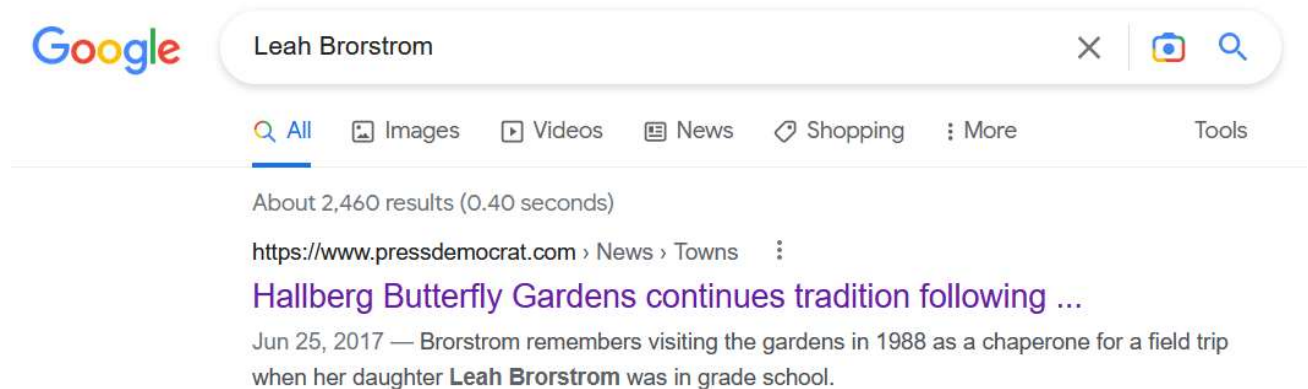 Google
Leah Brorstrom
All Images Videos News Shopping More Tools
About 2,460 results (0.40 seconds)
https://www.pressdemocrat.com › News › Towns
Hallberg Butterfly Gardens continues tradition following ...
Jun 25, 2017 — Brorstrom remembers visiting the gardens in 1988 as a chaperone for a field trip
when her daughter Leah Brorstrom was in grade school.